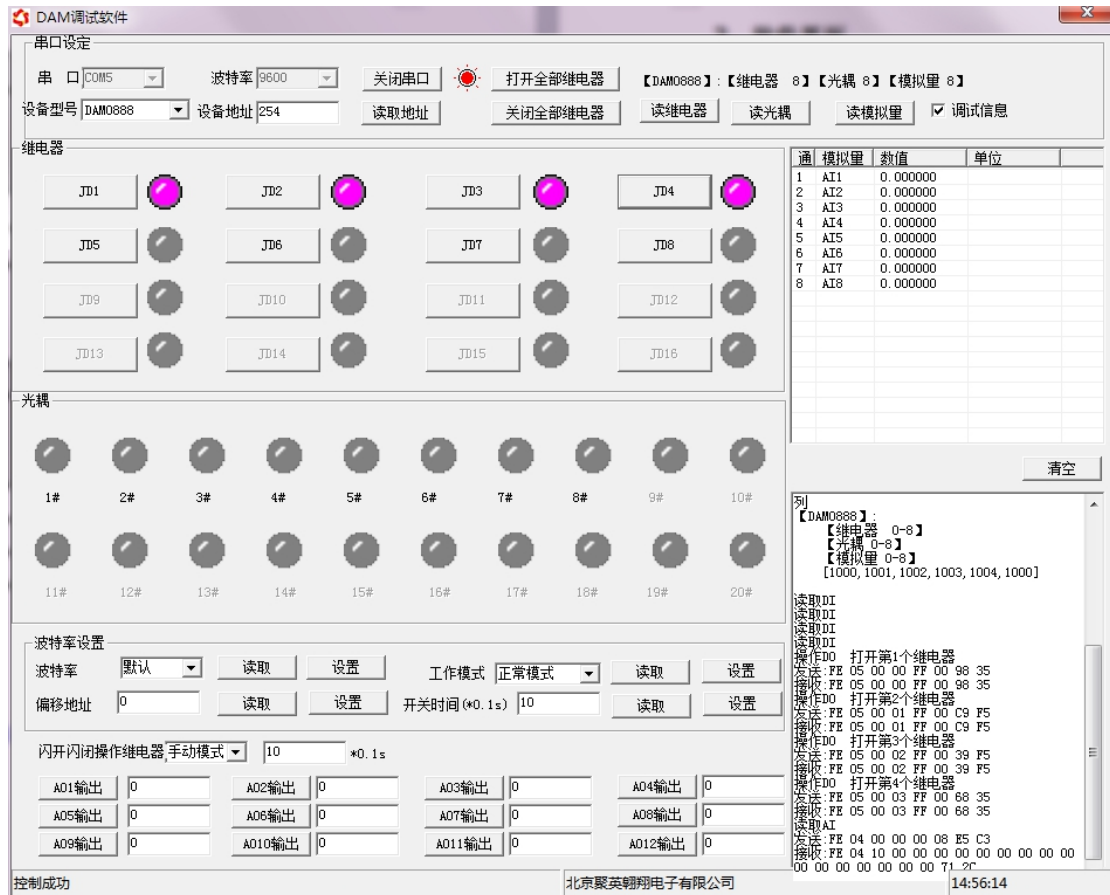 DAM调试软件
串口设定
串 口 COM5 波特率 9600 关闭串口 打开全部继电器 【DAM0888】:【继电器 8】【光耦 8】【模拟量 8】
设备型号 DAM0888 设备地址 254 读取地址 关闭全部继电器 读继电器 读光耦 读模拟量 调试信息
继电器
JD1 JD2 JD3 JD4
JD5 JD6 JD7 JD8
JD9 JD10 JD11 JD12
JD13 JD14 JD15 JD16
通 模拟量 数值 单位
1 AI1 0.000000
2 AI2 0.000000
3 AI3 0.000000
4 AI4 0.000000
5 AI5 0.000000
6 AI6 0.000000
7 AI7 0.000000
8 AI8 0.000000
光耦
1# 2# 3# 4# 5# 6# 7# 8# 9# 10#
11# 12# 13# 14# 15# 16# 17# 18# 19# 20#
清空
列
【DAM0888】:
【继电器 0-8】
【光耦 0-8】
【模拟量 0-8】
[1000,1001,1002,1003,1004,1000]
读取DI
读取DI
读取DI
读取DI
操作DO 打开第1个继电器
发送:FE 05 00 00 FF 00 98 35
接收:FE 05 00 00 FF 00 98 35
操作DO 打开第2个继电器
发送:FE 05 00 01 FF 00 C9 F5
接收:FE 05 00 01 FF 00 C9 F5
操作DO 打开第3个继电器
发送:FE 05 00 02 FF 00 39 F5
接收:FE 05 00 02 FF 00 39 F5
操作DO 打开第4个继电器
发送:FE 05 00 03 FF 00 68 35
接收:FE 05 00 03 FF 00 68 35
读取AI
发送:FE 04 00 00 00 08 E5 C3
接收:FE 04 10 00 00 00 00 00 00 00 00 00
00 00 00 00 00 00 00 71 2C
波特率设置
波特率 默认 读取 设置 工作模式 正常模式 读取 设置
偏移地址 0 读取 设置 开关时间(*0.1s) 10 读取 设置
闪开闪闭操作继电器 手动模式 10 *0.1s
AO1输出 0 AO2输出 0 AO3输出 0 AO4输出 0
AO5输出 0 AO6输出 0 AO7输出 0 AO8输出 0
AO9输出 0 AO10输出 0 AO11输出 0 AO12输出 0
控制成功 北京聚英翱翔电子有限公司 14:56:14